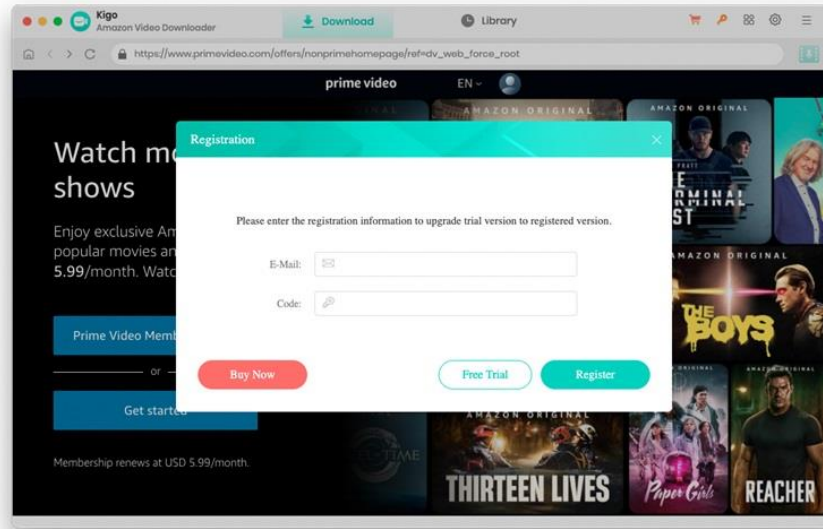 Kigo
Amazon Video Downloader
Download
Library
https://www.primevideo.com/offers/nonprimehomepage/ref=dv_web_force_root
prime video
EN
AMAZON ORIGINAL
AMAZON ORIGINAL
Watch mo
shows
Enjoy exclusive Am
popular movies an
5.99/month. Watc
Prime Video Memb
or
Get started
Membership renews at USD 5.99/month.
Registration
Please enter the registration information to upgrade trial version to registered version.
E-Mail:
Code:
Buy Now
Free Trial
Register
PRATT
E
RMINAL
ST
AMAZON ORIGINAL
THE
BOYS
AMAZON ORIGINAL
THIRTEEN LIVES
Paper Girls
REACHER